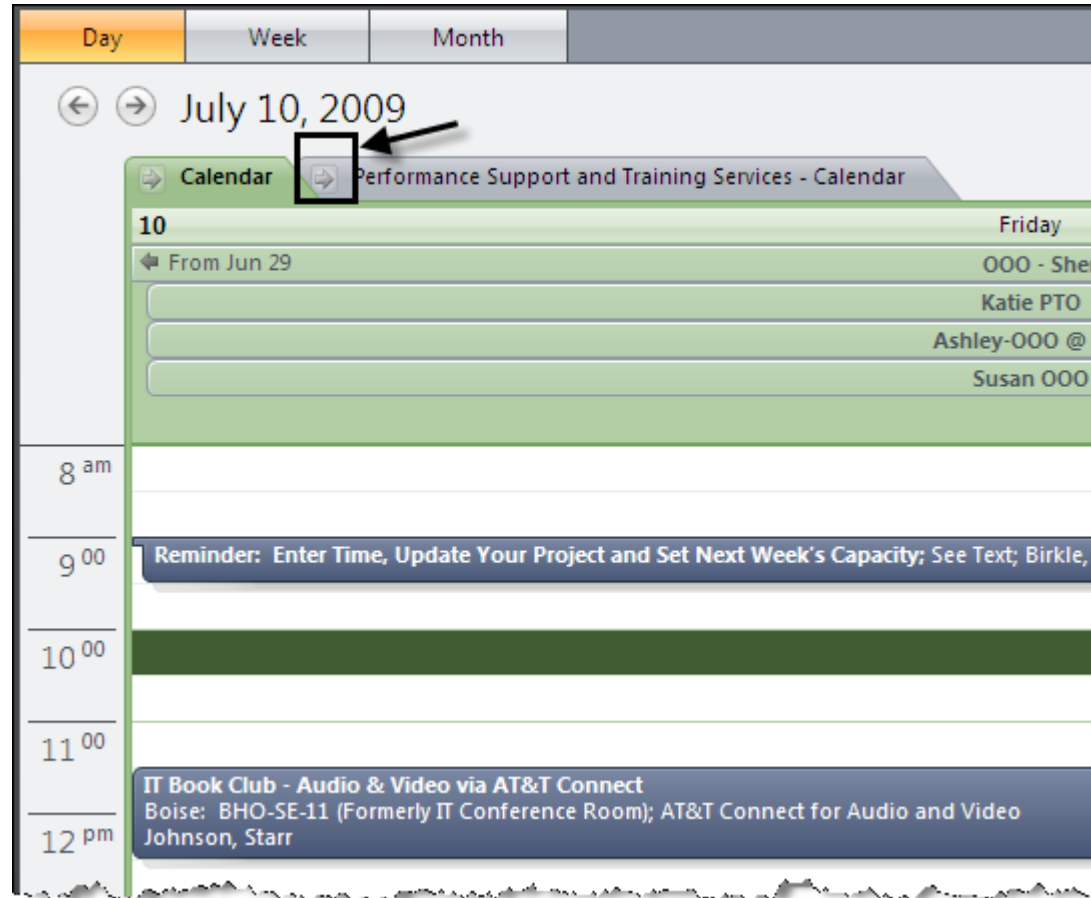 Day Week Month
July 10, 2009
Calendar Performance Support and Training Services - Calendar
10 Friday
From Jun 29 OOO - She
Katie PTO
Ashley-OOO @
Susan OOO
8 am
9 00 Reminder: Enter Time, Update Your Project and Set Next Week's Capacity; See Text; Birkle,
10 00
11 00
IT Book Club - Audio & Video via AT&T Connect
Boise: BHO-SE-11 (Formerly IT Conference Room); AT&T Connect for Audio and Video
12 pm Johnson, Starr